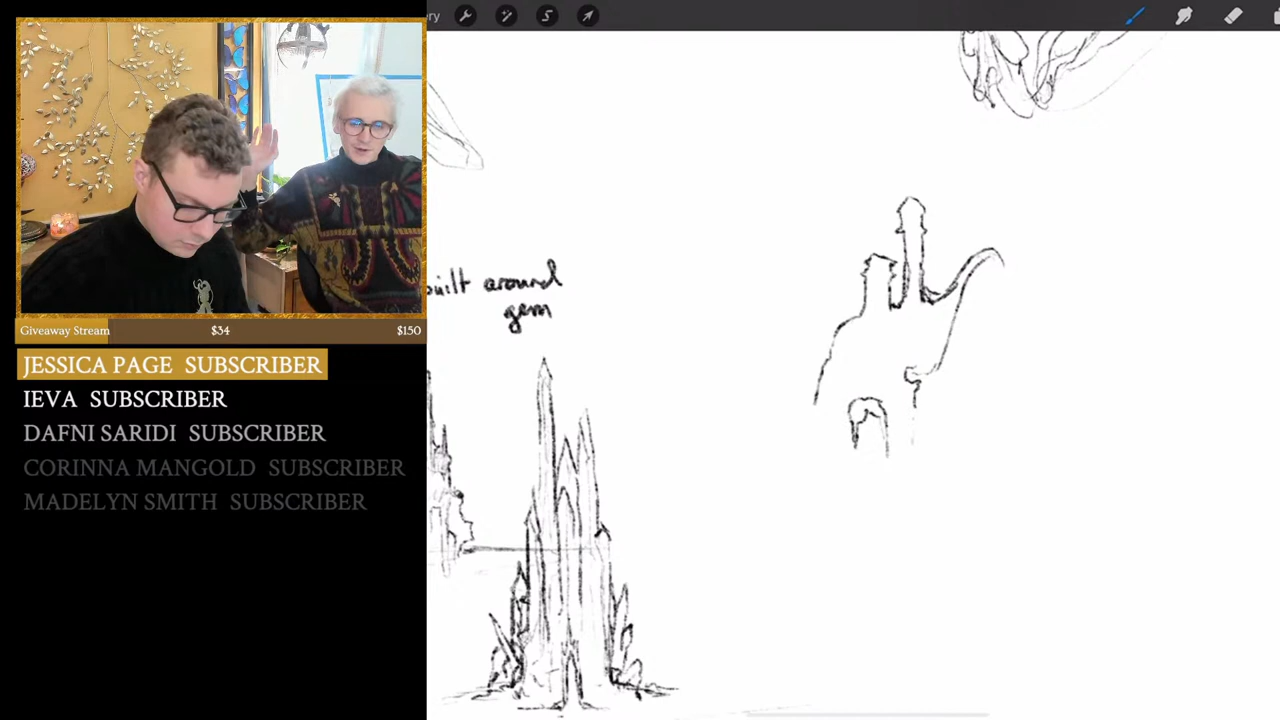 ry
Giveaway Stream $34 $150
JESSICA PAGE SUBSCRIBER
IEVA SUBSCRIBER
DAFNI SARIDI SUBSCRIBER
CORINNA MANGOLD SUBSCRIBER
MADELYN SMITH SUBSCRIBER
built around
gem